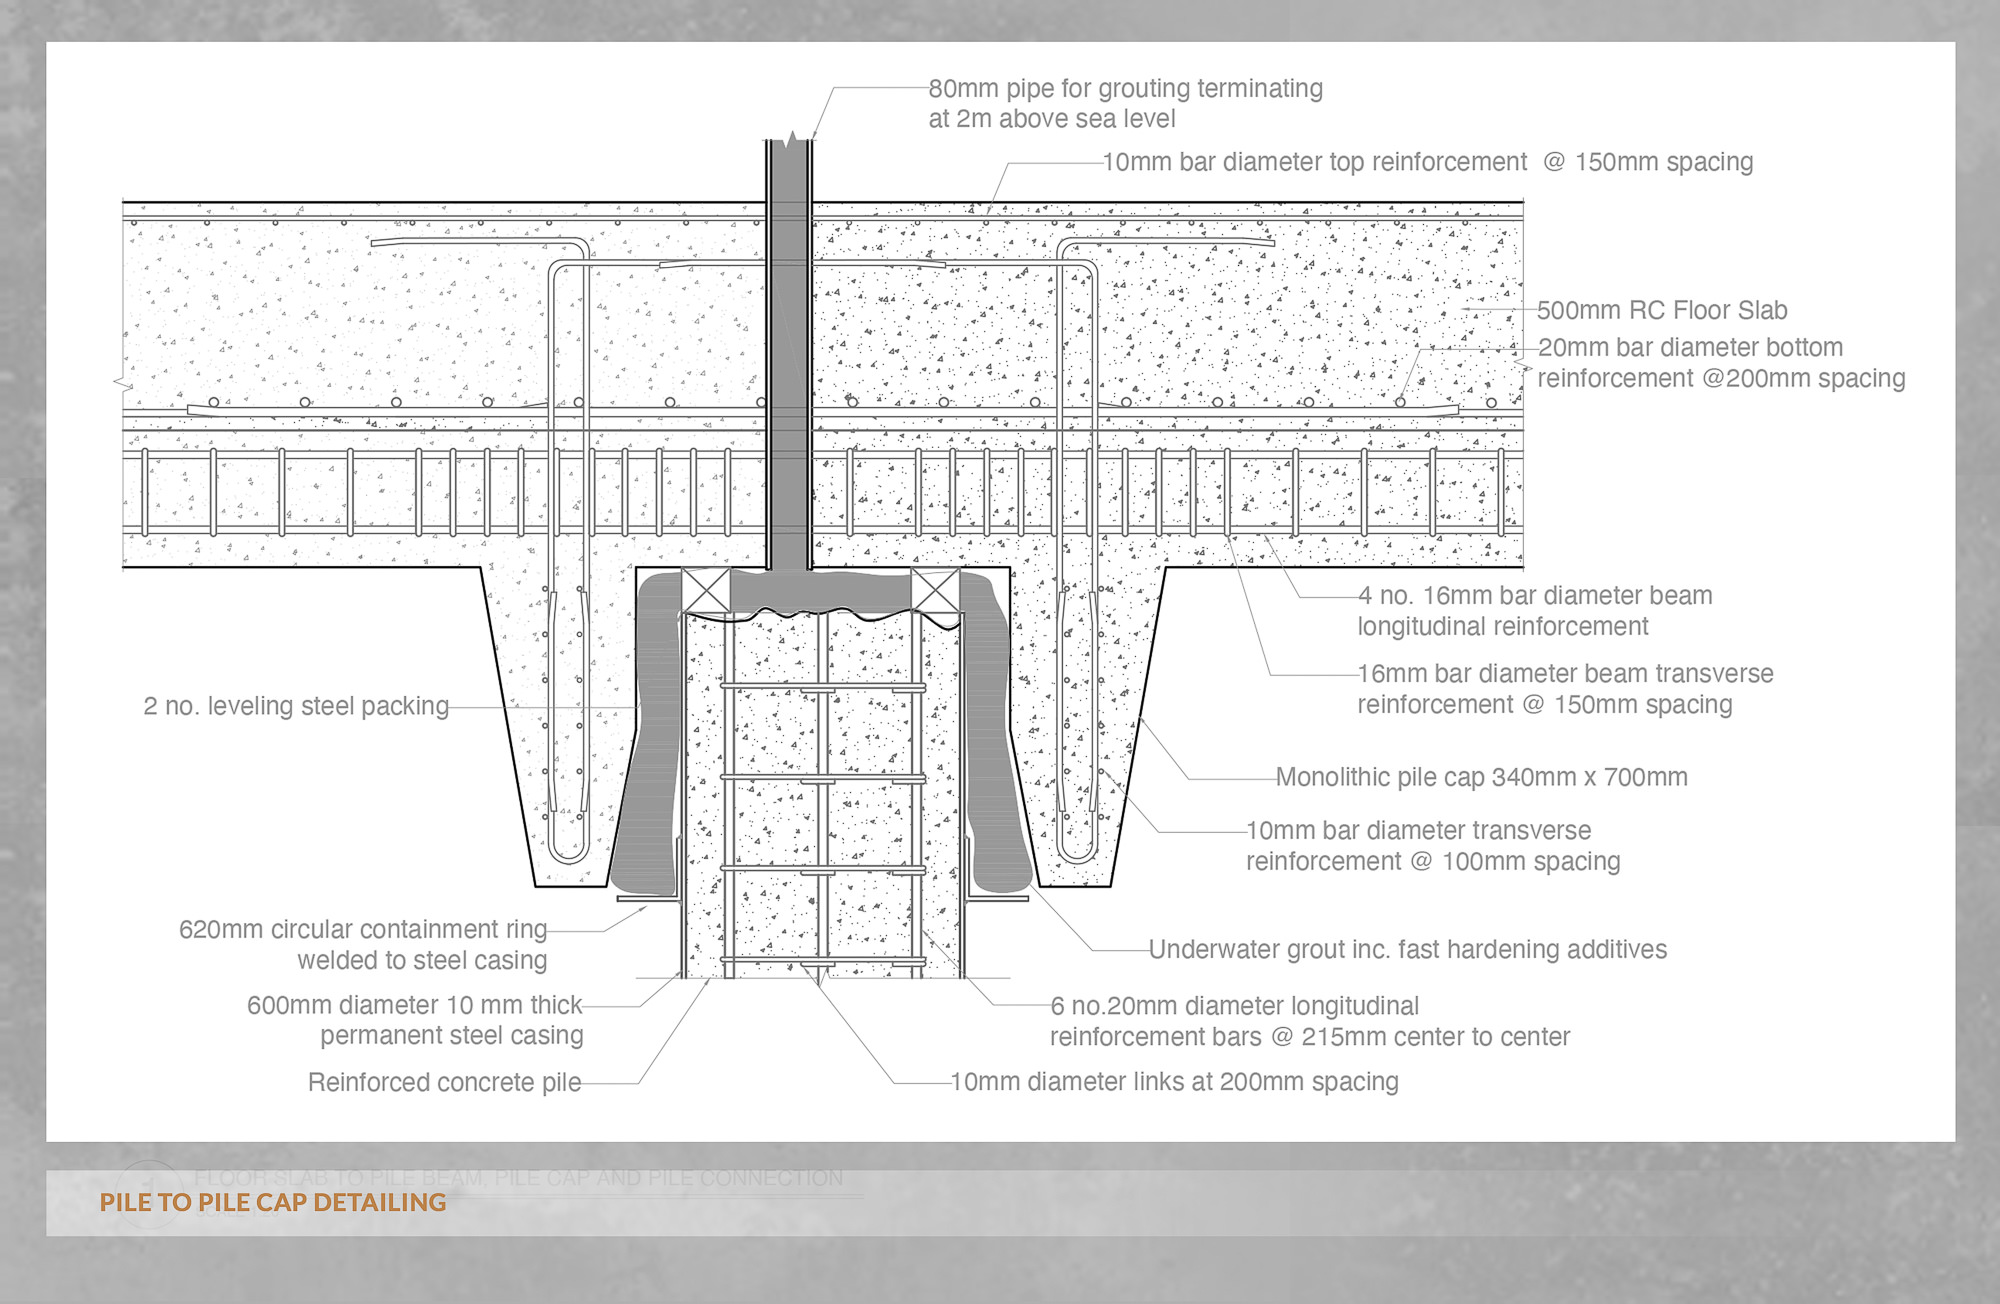 80mm pipe for grouting terminating
at 2m above sea level
10mm bar diameter top reinforcement @ 150mm spacing
500mm RC Floor Slab
20mm bar diameter bottom
reinforcement @200mm spacing
4 no. 16mm bar diameter beam
longitudinal reinforcement
16mm bar diameter beam transverse
reinforcement @ 150mm spacing
2 no. leveling steel packing
Monolithic pile cap 340mm x 700mm
10mm bar diameter transverse
reinforcement @ 100mm spacing
620mm circular containment ring
welded to steel casing
Underwater grout inc. fast hardening additives
600mm diameter 10 mm thick
permanent steel casing
6 no.20mm diameter longitudinal
reinforcement bars @ 215mm center to center
Reinforced concrete pile
10mm diameter links at 200mm spacing
FLOOR SLAB TO PILE BEAM, PILE CAP AND PILE CONNECTION
PILE TO PILE CAP DETAILING